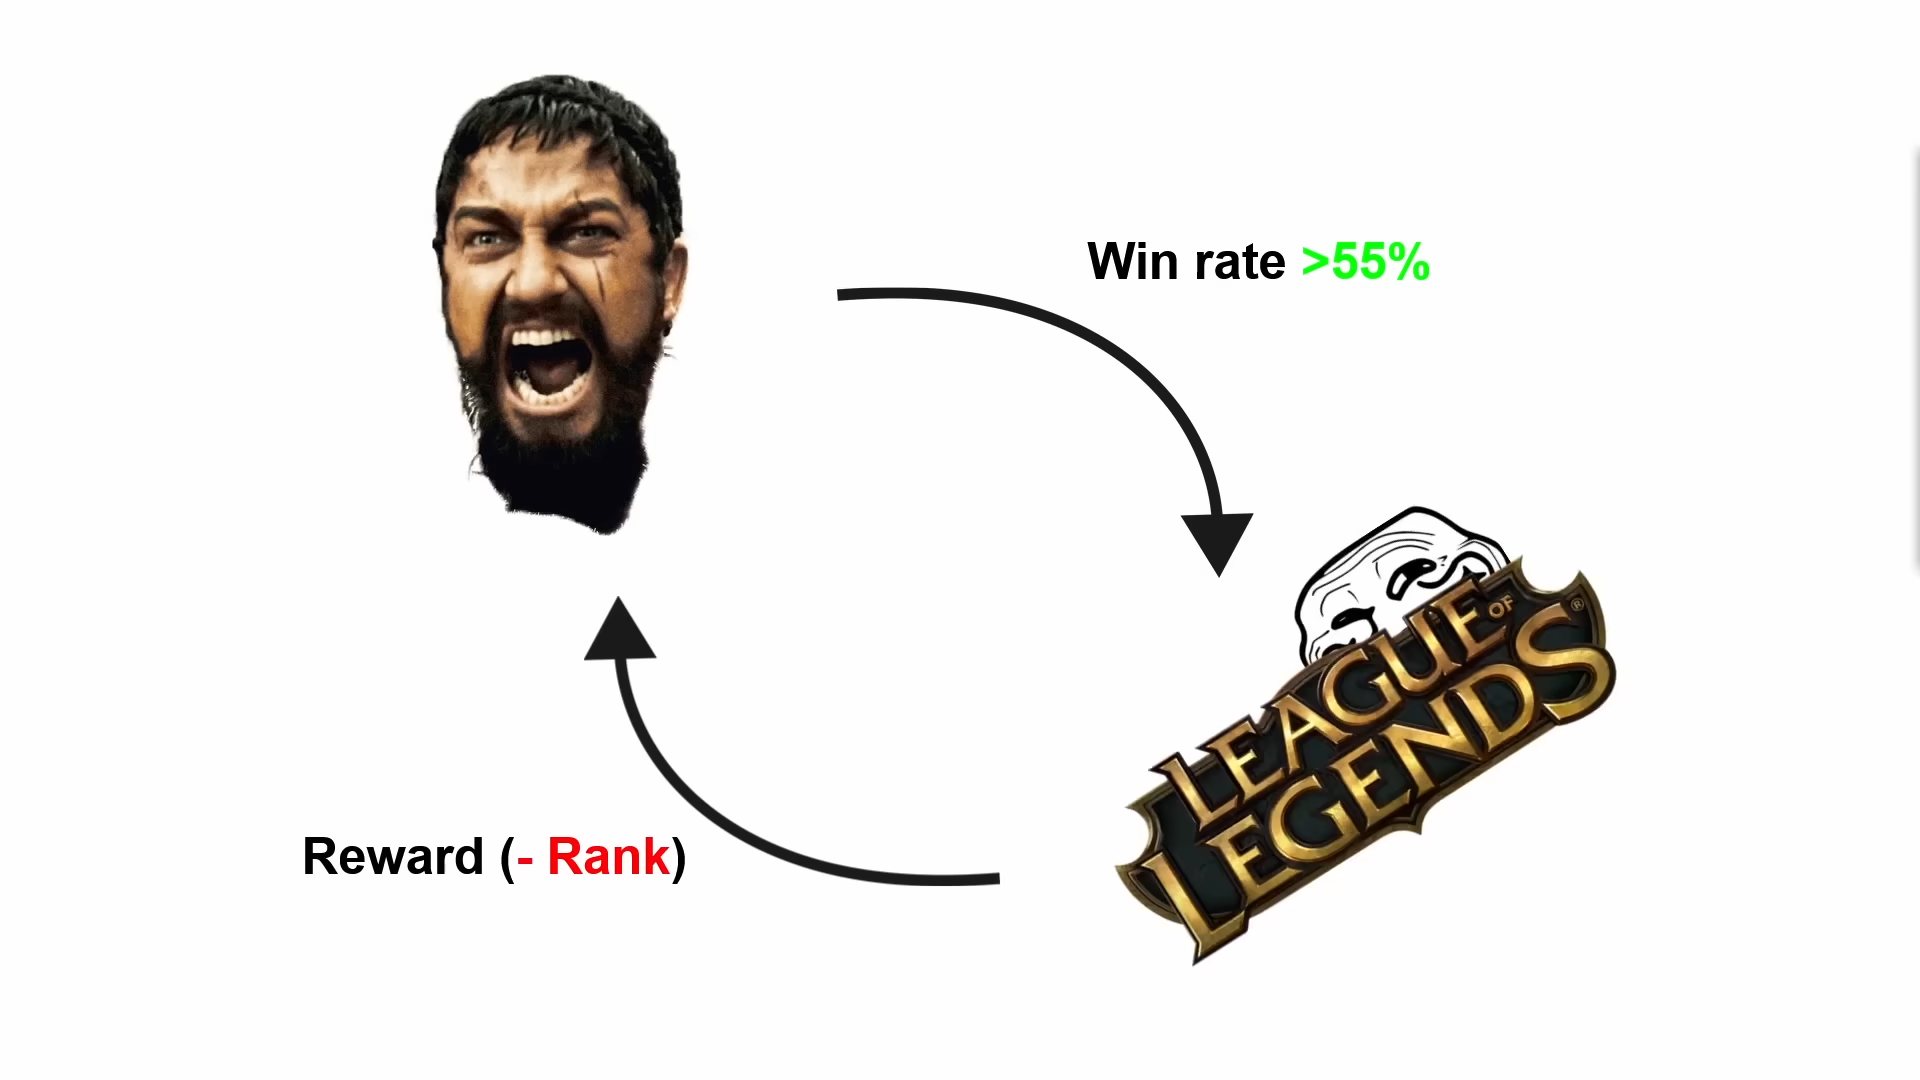 Win rate >55%
LEAGUE OF
LEGENDS
®
Reward (- Rank)